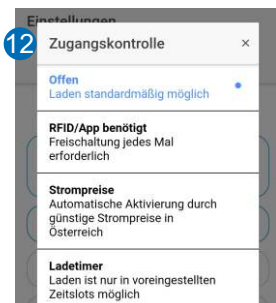 Einstellungen
12
Zugangskontrolle ×
Offen
Laden standardmäßig möglich
RFID/App benötigt
Freischaltung jedes Mal
erforderlich
Strompreise
Automatische Aktivierung durch
günstige Strompreise in
Österreich
Ladetimer
Laden ist nur in voreingestellten
Zeitslots möglich